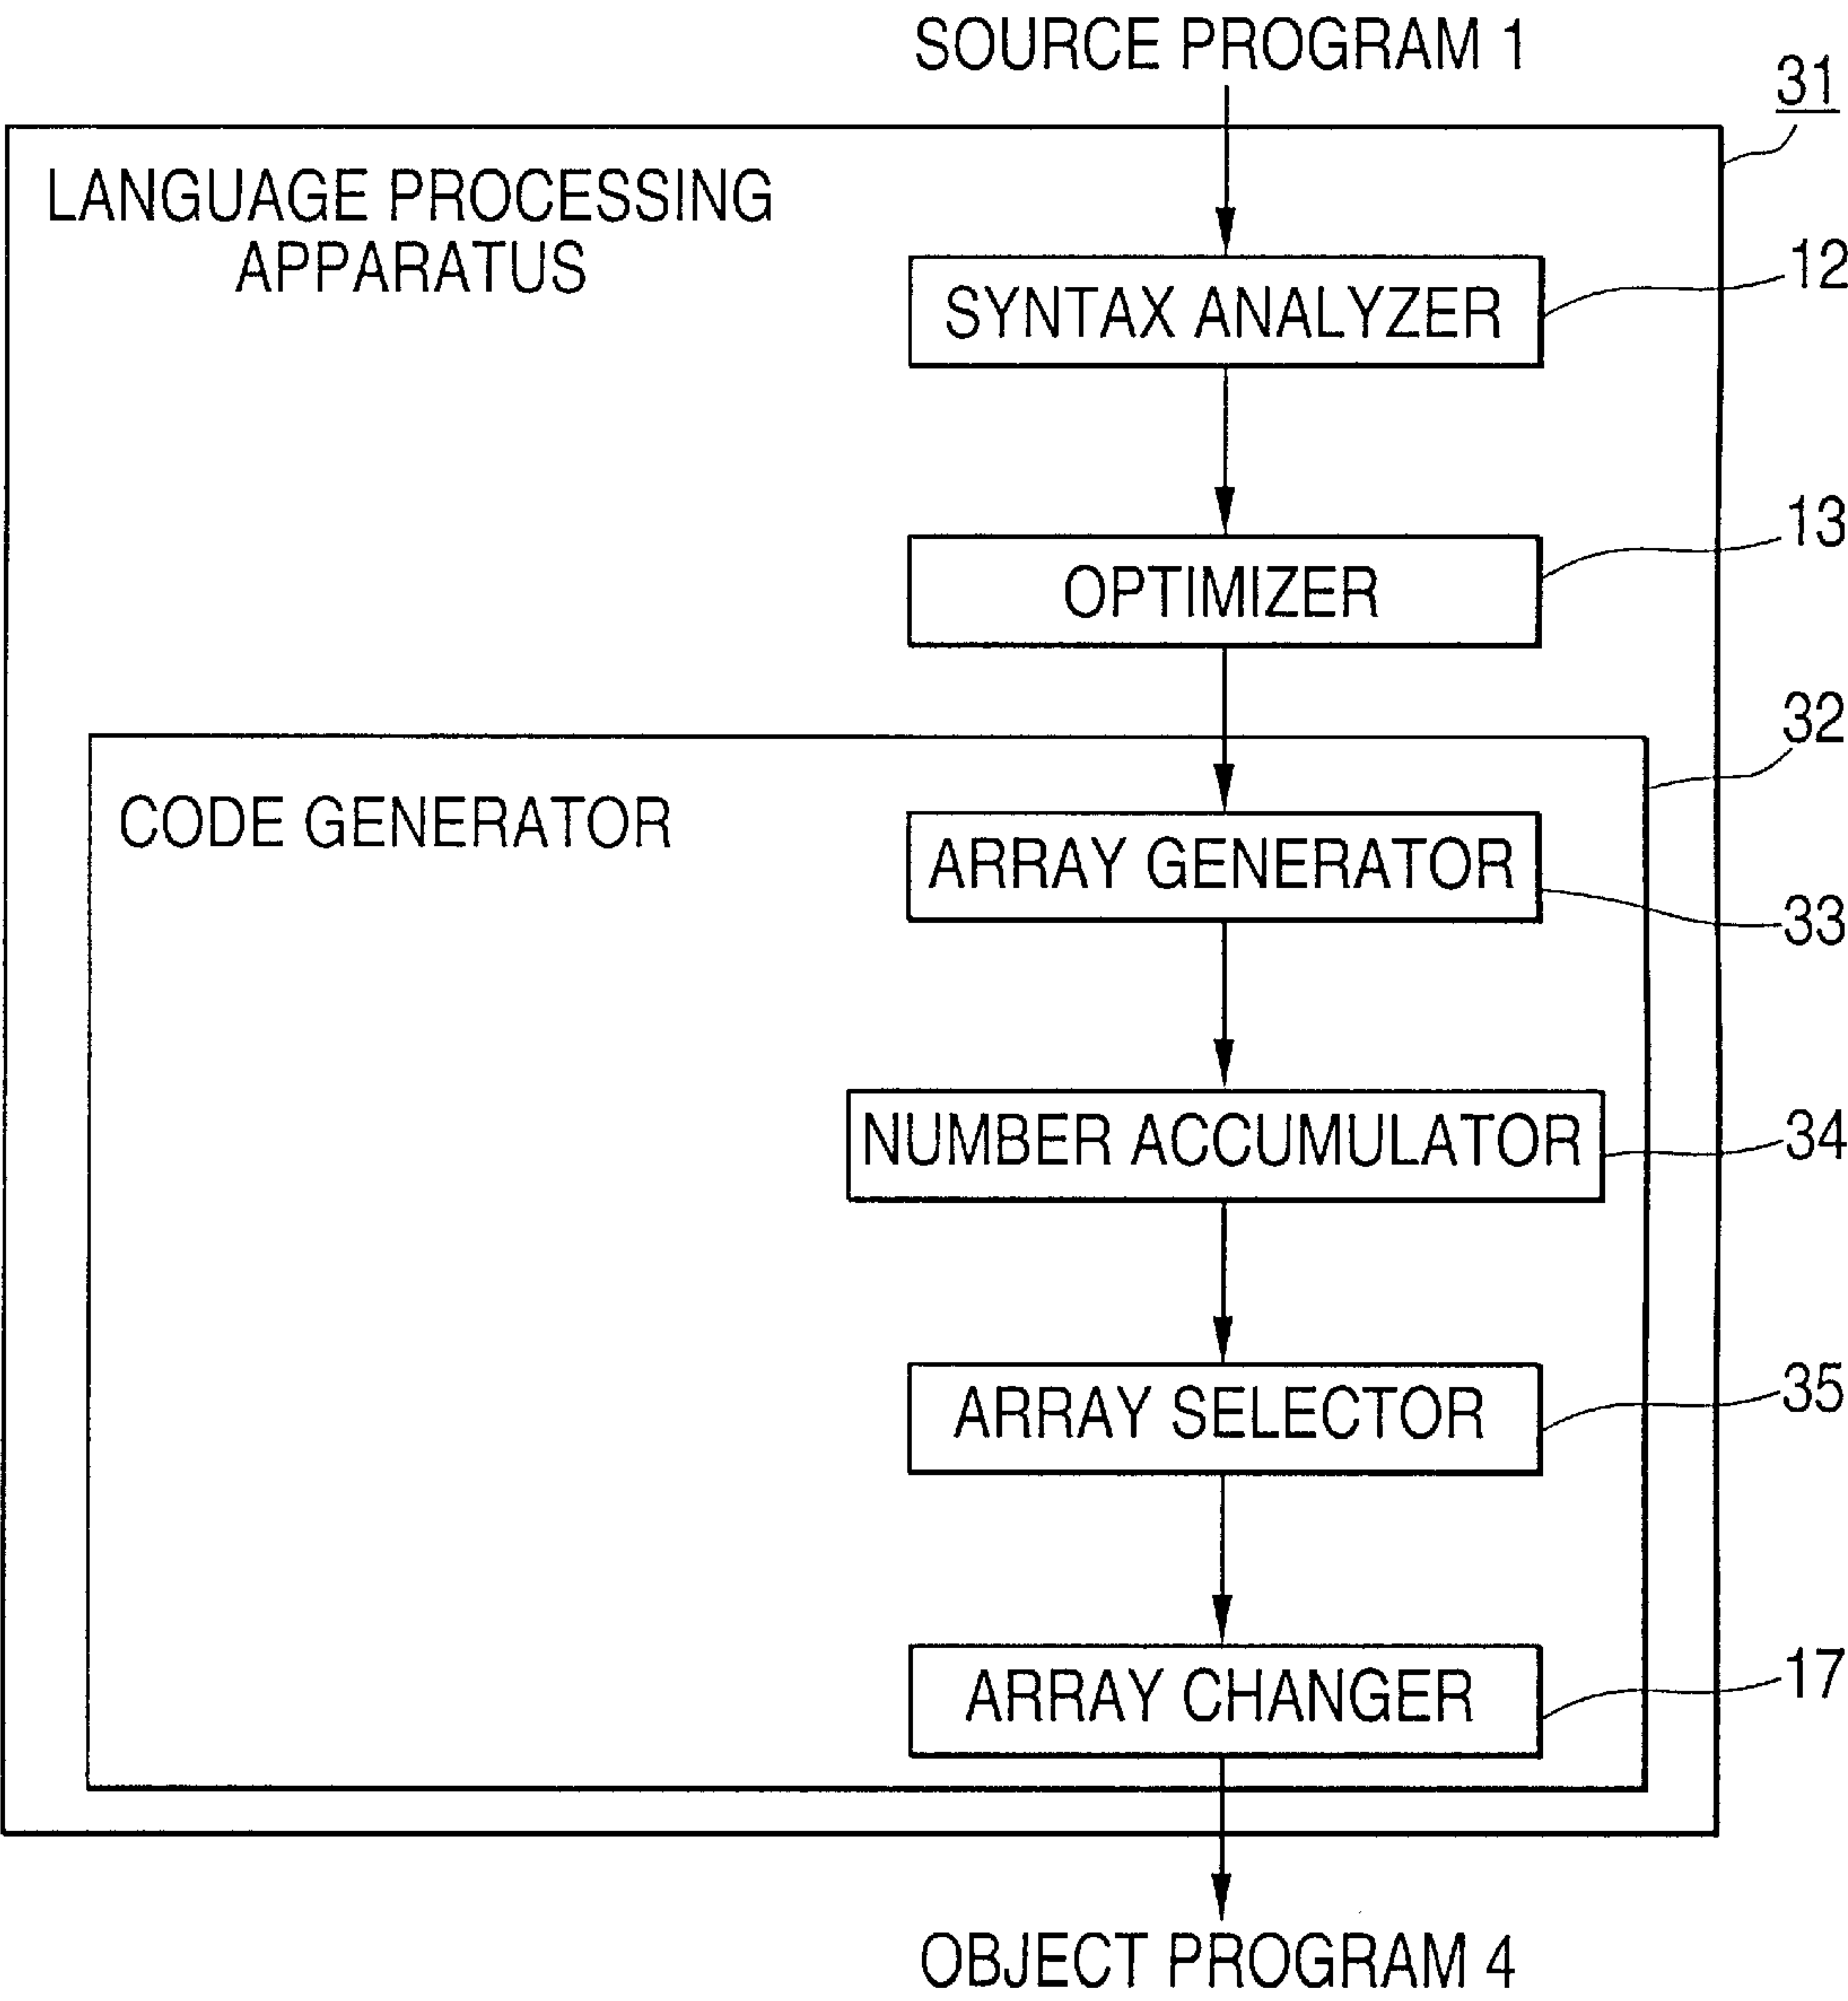 SOURCE PROGRAM 1
31
LANGUAGE PROCESSING
APPARATUS
SYNTAX ANALYZER
12
OPTIMIZER
13
32
CODE GENERATOR
ARRAY GENERATOR
33
NUMBER ACCUMULATOR
34
ARRAY SELECTOR
35
ARRAY CHANGER
17
OBJECT PROGRAM 4